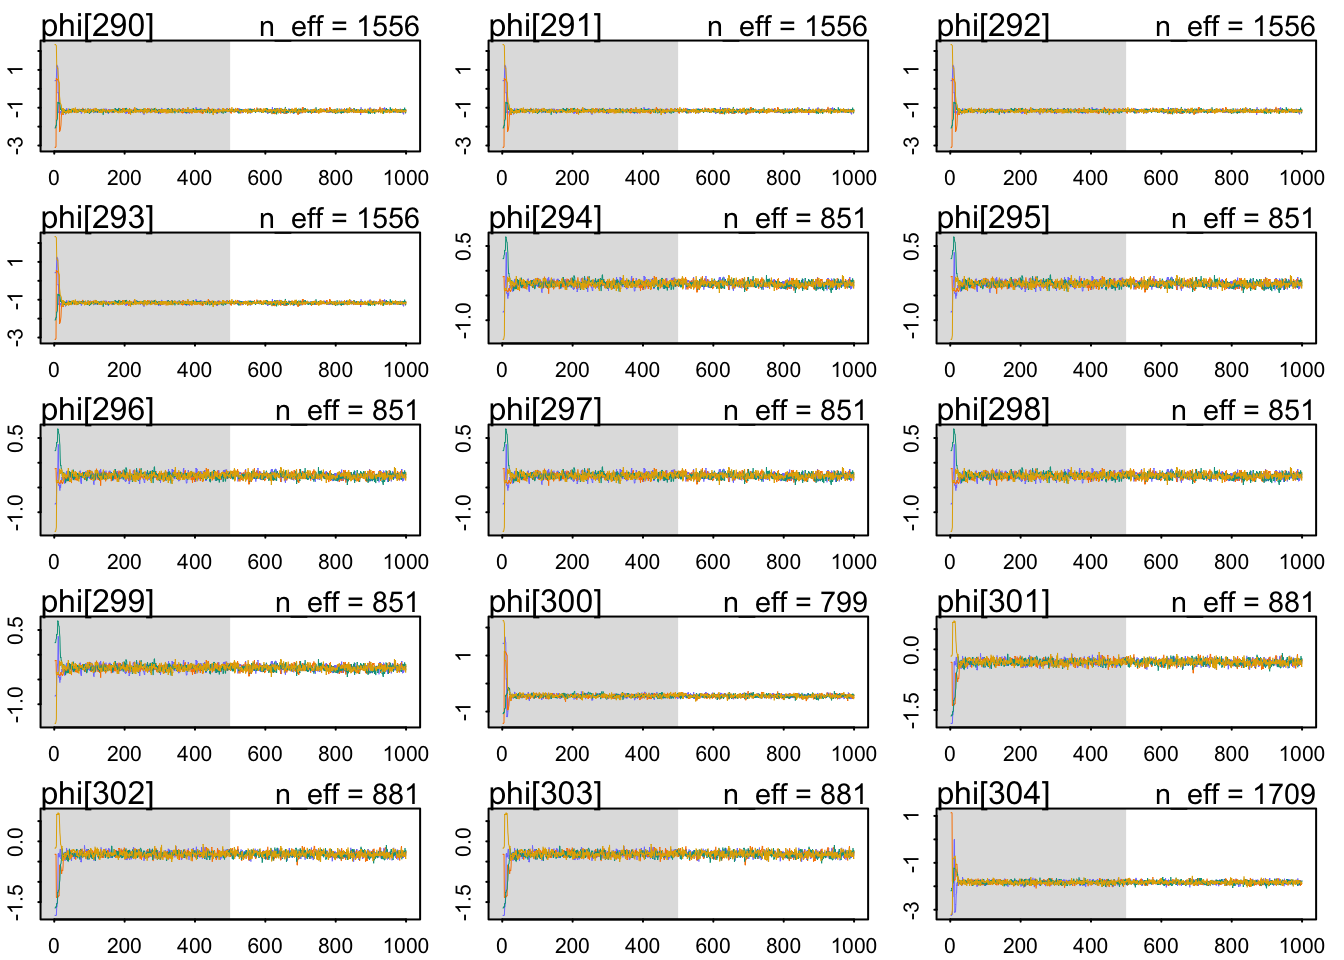 phi[290] n_eff = 1556 phi[291] n_eff = 1556 phi[292] n_eff = 1556
1 1 1
-1 -1 -1
-3 -3 -3
0 200 400 600 800 1000 0 200 400 600 800 1000 0 200 400 600 800 1000
phi[293] n_eff = 1556 phi[294] n_eff = 851 phi[295] n_eff = 851
1 0.5 0.5
-1 -1.0 -1.0
-3
0 200 400 600 800 1000 0 200 400 600 800 1000 0 200 400 600 800 1000
phi[296] n_eff = 851 phi[297] n_eff = 851 phi[298] n_eff = 851
0.5 0.5 0.5
-1.0 -1.0 -1.0
0 200 400 600 800 1000 0 200 400 600 800 1000 0 200 400 600 800 1000
phi[299] n_eff = 851 phi[300] n_eff = 799 phi[301] n_eff = 881
0.5 1 0.0
-1.0 -1 -1.5
0 200 400 600 800 1000 0 200 400 600 800 1000 0 200 400 600 800 1000
phi[302] n_eff = 881 phi[303] n_eff = 881 phi[304] n_eff = 1709
0.0 0.0 1
-1.5 -1.5 -1
-3
0 200 400 600 800 1000 0 200 400 600 800 1000 0 200 400 600 800 1000